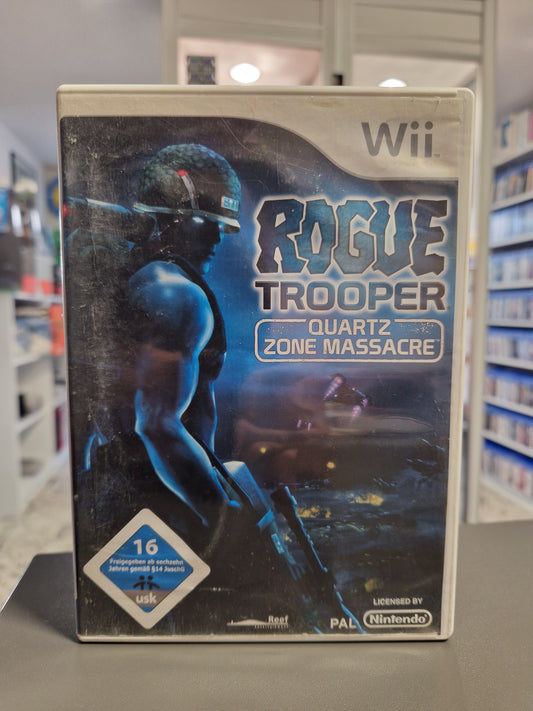 Wii
ROGUE
TROOPER
QUARTZ
ZONE MASSACRE
16
Freigegeben ab sechzehn
Jahren gemäß §14 JuSchG
usk
Reef
LICENSED BY
PAL Nintendo